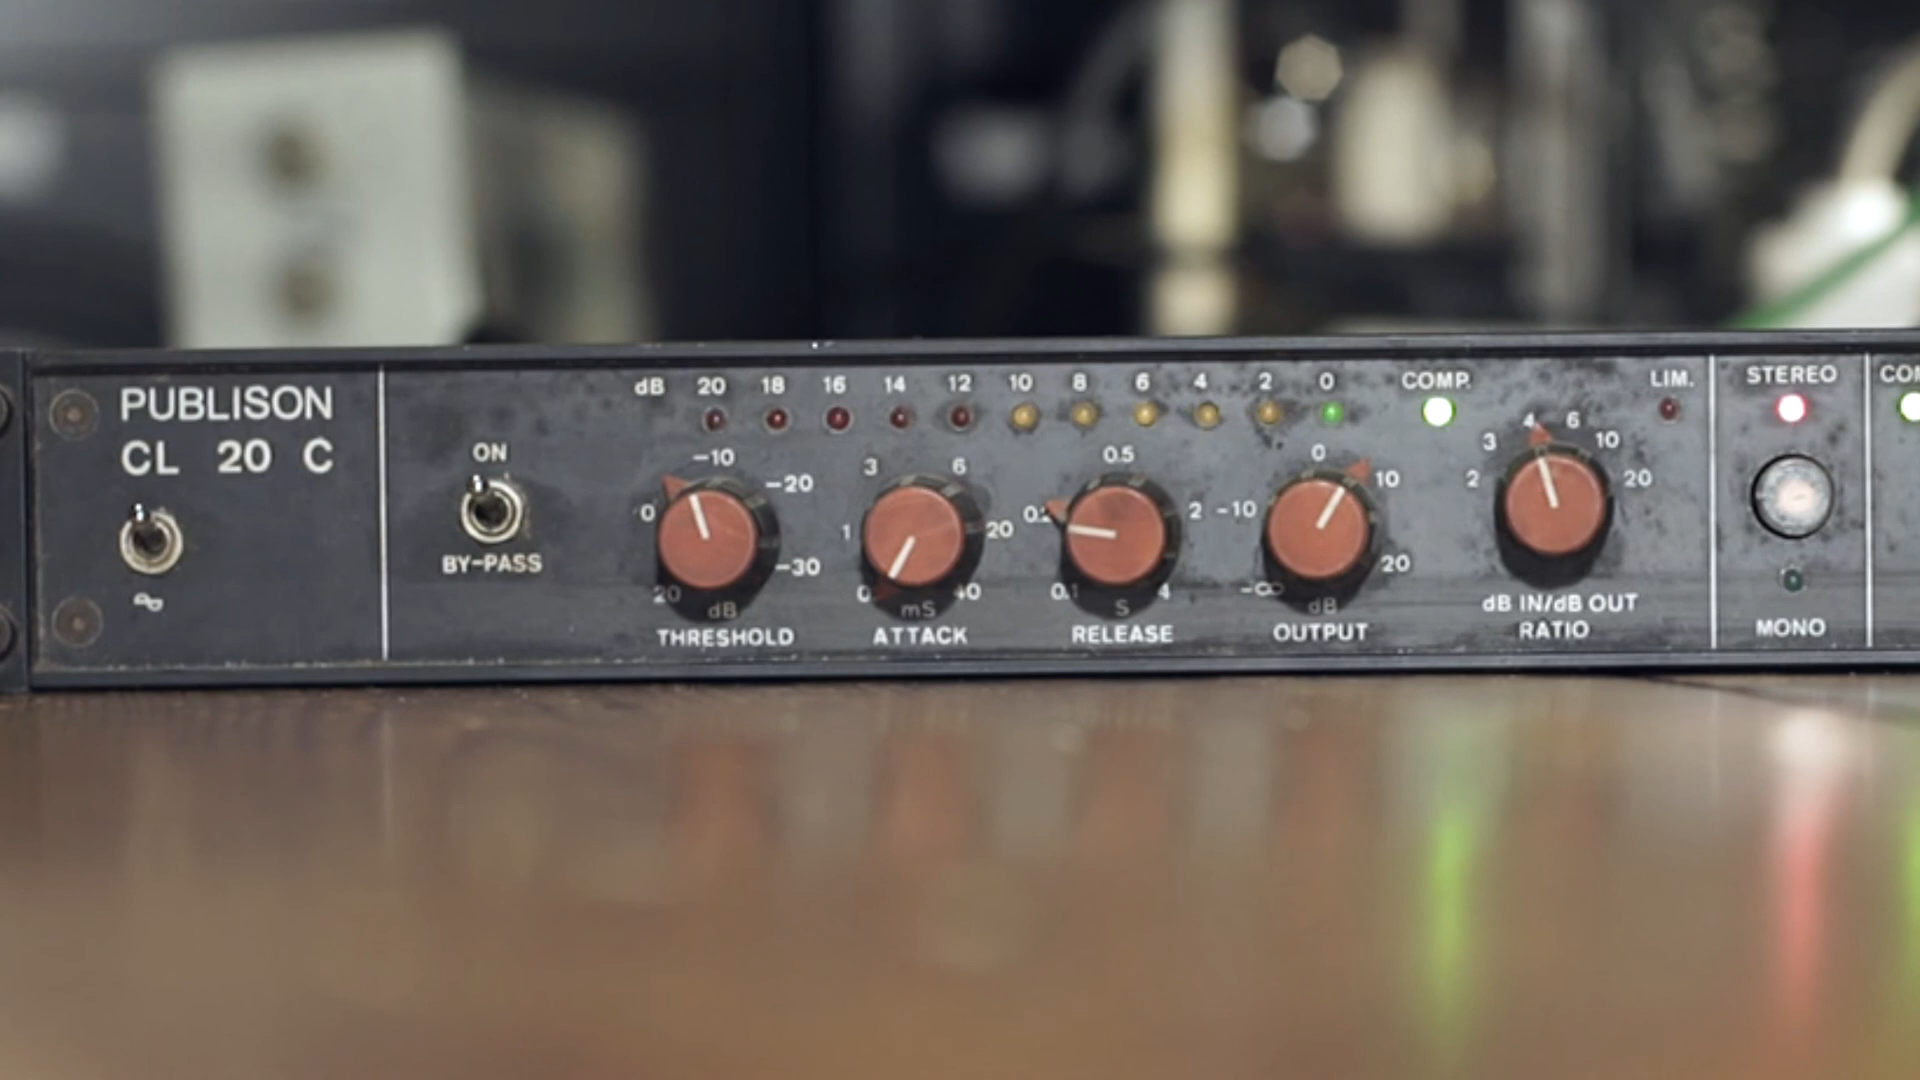 PUBLISON
CL 20 C
ON
BY-PASS
dB 20 18 16 14 12 10 8 6 4 2 0
COMP.
LIM.
0 -10 -20 -30 20
dB
THRESHOLD
1 3 6 20 40
mS
ATTACK
0.1 0.5 2 4
S
RELEASE
-∞ -10 0 10 20
dB
OUTPUT
2 3 4 6 10 20
dB IN/dB OUT
RATIO
STEREO
MONO